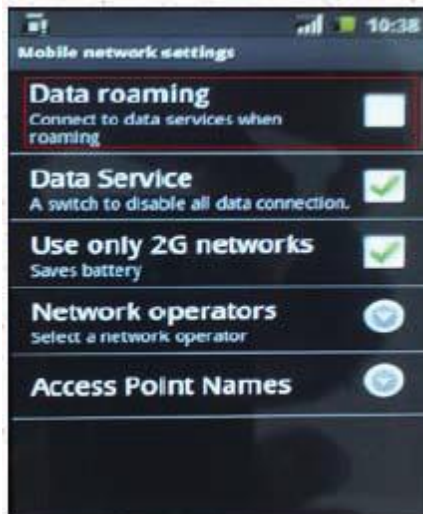 10:38
Mobile network settings
Data roaming
Connect to data services when
roaming
Data Service
A switch to disable all data connection.
Use only 2G networks
Saves battery
Network operators
Select a network operator
Access Point Names